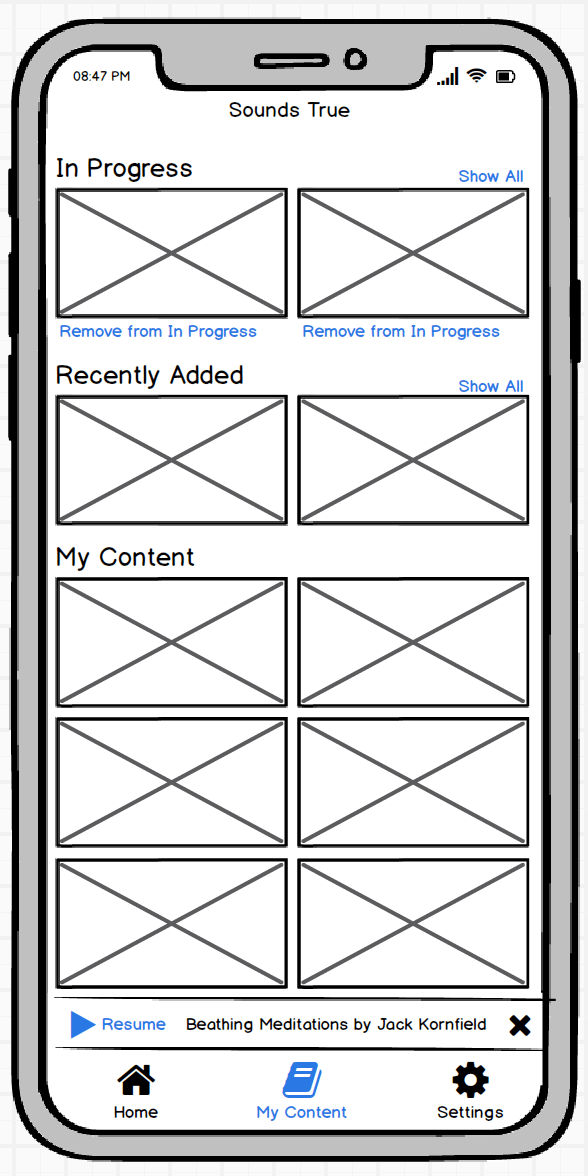 08:47 PM
Sounds True
In Progress
Show All
Remove from In Progress
Remove from In Progress
Recently Added
Show All
My Content
Resume
Beathing Meditations by Jack Kornfield
Home
My Content
Settings